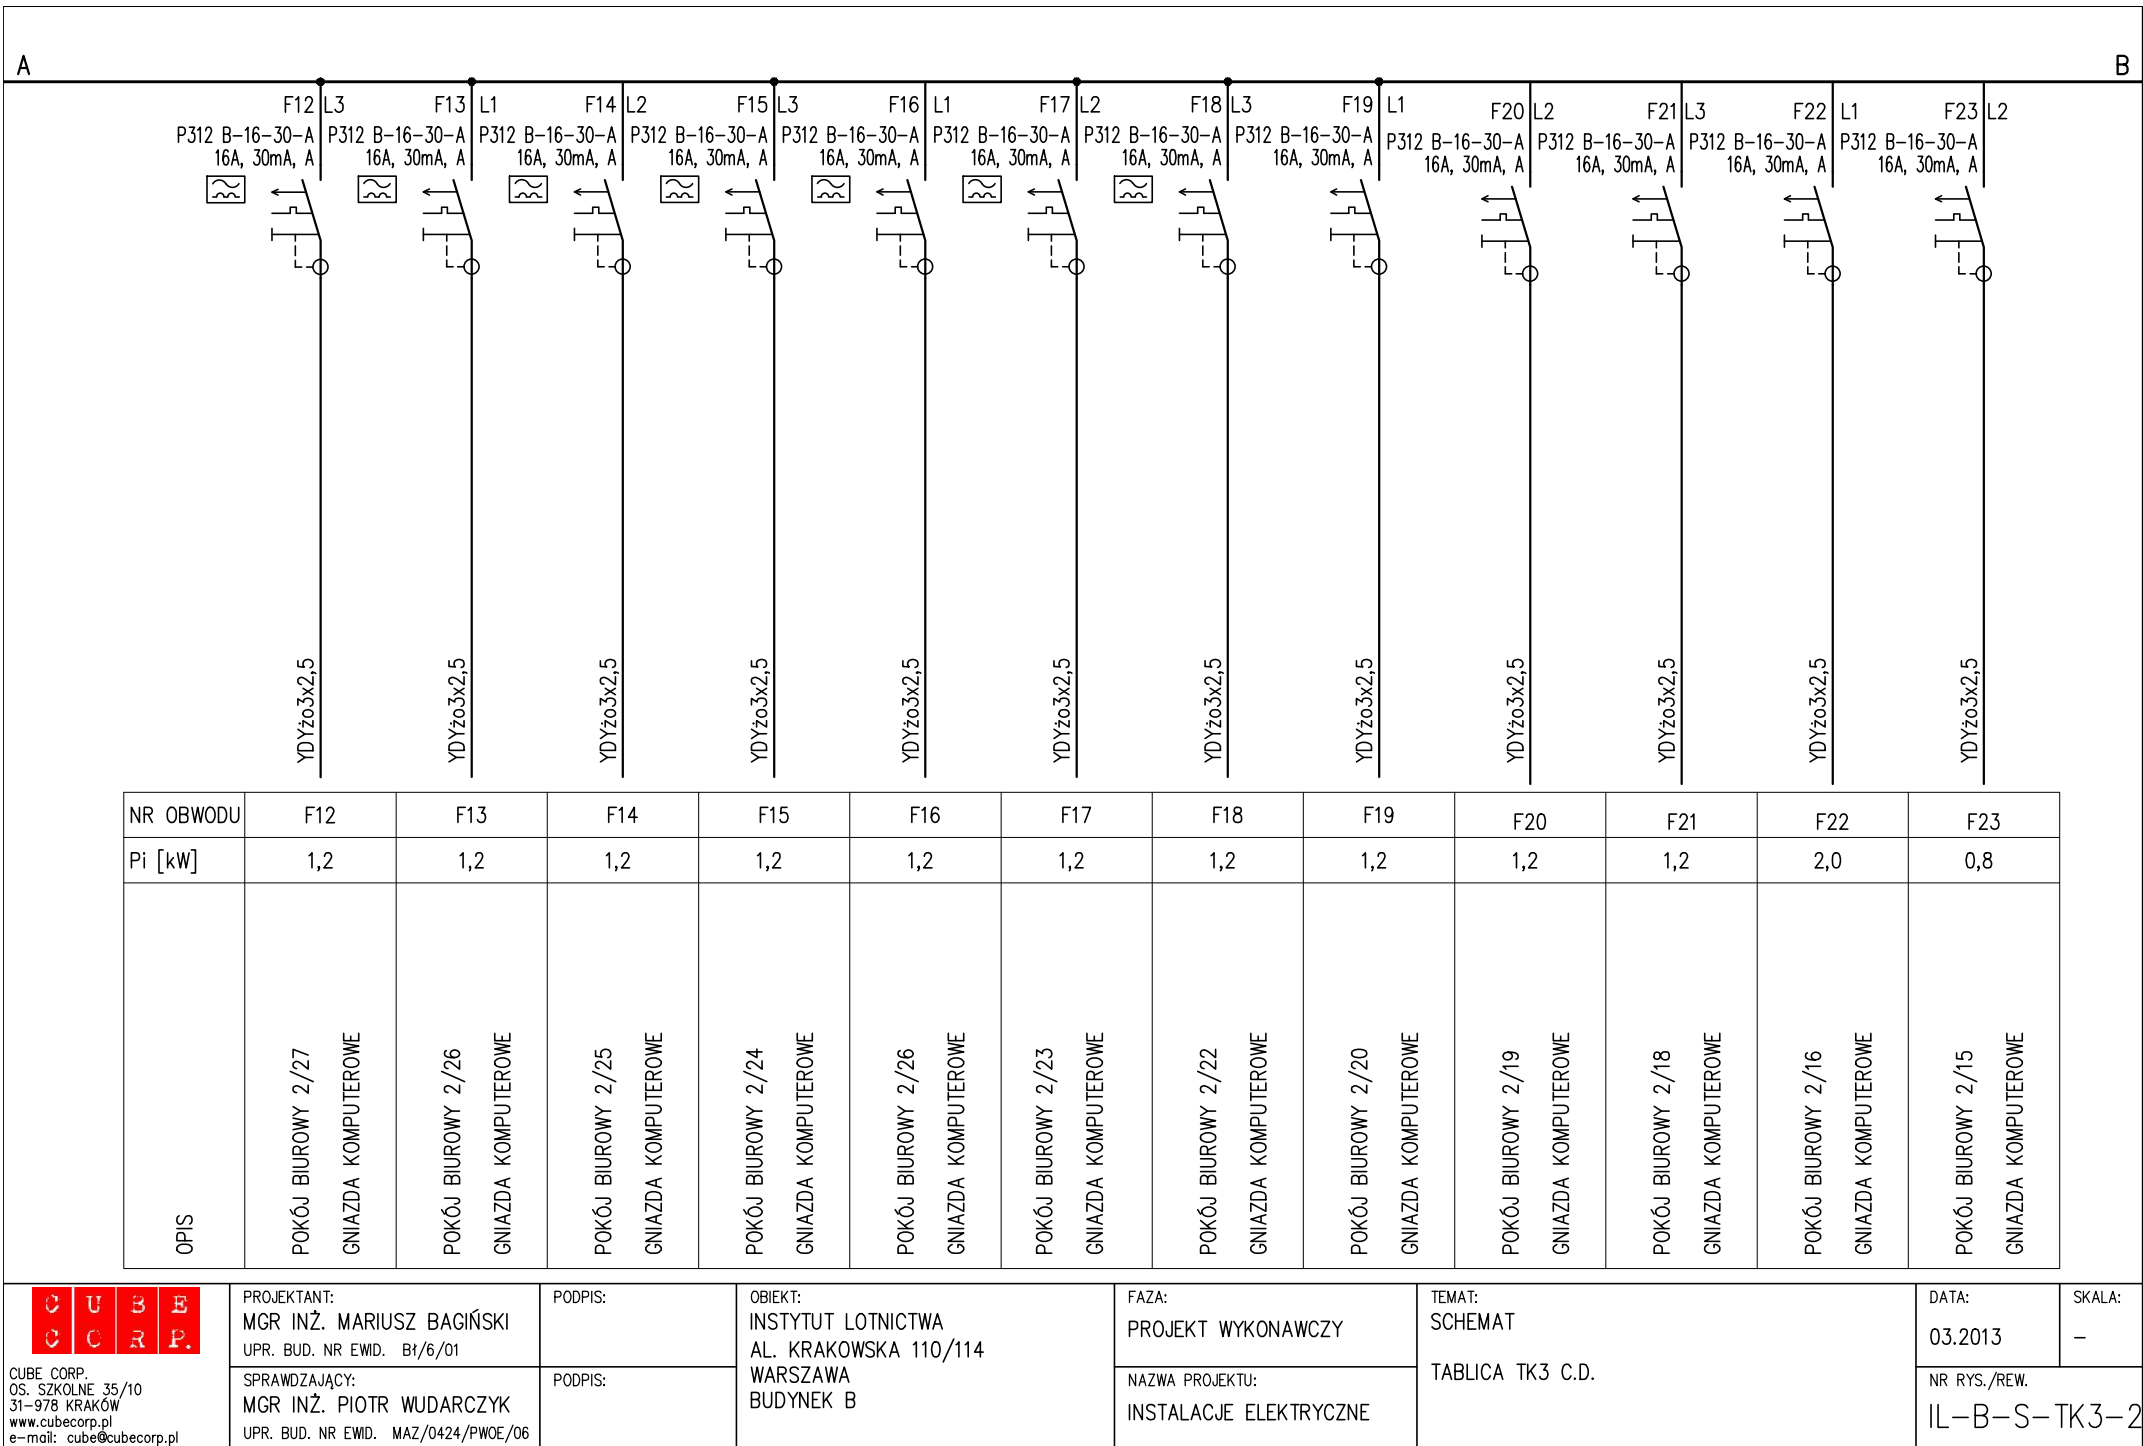 A
B
F12 L3
P312 B-16-30-A
16A, 30mA, A
F13 L1
P312 B-16-30-A
16A, 30mA, A
F14 L2
P312 B-16-30-A
16A, 30mA, A
F15 L3
P312 B-16-30-A
16A, 30mA, A
F16 L1
P312 B-16-30-A
16A, 30mA, A
F17 L2
P312 B-16-30-A
16A, 30mA, A
F18 L3
P312 B-16-30-A
16A, 30mA, A
F19 L1
P312 B-16-30-A
16A, 30mA, A
F20 L2
P312 B-16-30-A
16A, 30mA, A
F21 L3
P312 B-16-30-A
16A, 30mA, A
F22 L1
P312 B-16-30-A
16A, 30mA, A
F23 L2
P312 B-16-30-A
16A, 30mA, A
YDYżo3x2,5
YDYżo3x2,5
YDYżo3x2,5
YDYżo3x2,5
YDYżo3x2,5
YDYżo3x2,5
YDYżo3x2,5
YDYżo3x2,5
YDYżo3x2,5
YDYżo3x2,5
YDYżo3x2,5
YDYżo3x2,5
NR OBWODU F12 F13 F14 F15 F16 F17 F18 F19 F20 F21 F22 F23
Pi [kW] 1,2 1,2 1,2 1,2 1,2 1,2 1,2 1,2 1,2 1,2 2,0 0,8
OPIS
POKÓJ BIUROWY 2/27
GNIAZDA KOMPUTEROWE
POKÓJ BIUROWY 2/26
GNIAZDA KOMPUTEROWE
POKÓJ BIUROWY 2/25
GNIAZDA KOMPUTEROWE
POKÓJ BIUROWY 2/24
GNIAZDA KOMPUTEROWE
POKÓJ BIUROWY 2/26
GNIAZDA KOMPUTEROWE
POKÓJ BIUROWY 2/23
GNIAZDA KOMPUTEROWE
POKÓJ BIUROWY 2/22
GNIAZDA KOMPUTEROWE
POKÓJ BIUROWY 2/20
GNIAZDA KOMPUTEROWE
POKÓJ BIUROWY 2/19
GNIAZDA KOMPUTEROWE
POKÓJ BIUROWY 2/18
GNIAZDA KOMPUTEROWE
POKÓJ BIUROWY 2/16
GNIAZDA KOMPUTEROWE
POKÓJ BIUROWY 2/15
GNIAZDA KOMPUTEROWE
CUBE
CORP.
CUBE CORP.
OS. SZKOLNE 35/10
31-978 KRAKÓW
www.cubecorp.pl
e-mail: cube@cubecorp.pl
PROJEKTANT:
MGR INŻ. MARIUSZ BAGIŃSKI
UPR. BUD. NR EWID. Bł/6/01
PODPIS:
SPRAWDZAJĄCY:
MGR INŻ. PIOTR WUDARCZYK
UPR. BUD. NR EWID. MAZ/0424/PWOE/06
PODPIS:
OBIEKT:
INSTYTUT LOTNICTWA
AL. KRAKOWSKA 110/114
WARSZAWA
BUDYNEK B
FAZA:
PROJEKT WYKONAWCZY
NAZWA PROJEKTU:
INSTALACJE ELEKTRYCZNE
TEMAT:
SCHEMAT
TABLICA TK3 C.D.
DATA:
03.2013
SKALA:
-
NR RYS./REW.
IL-B-S-TK3-2